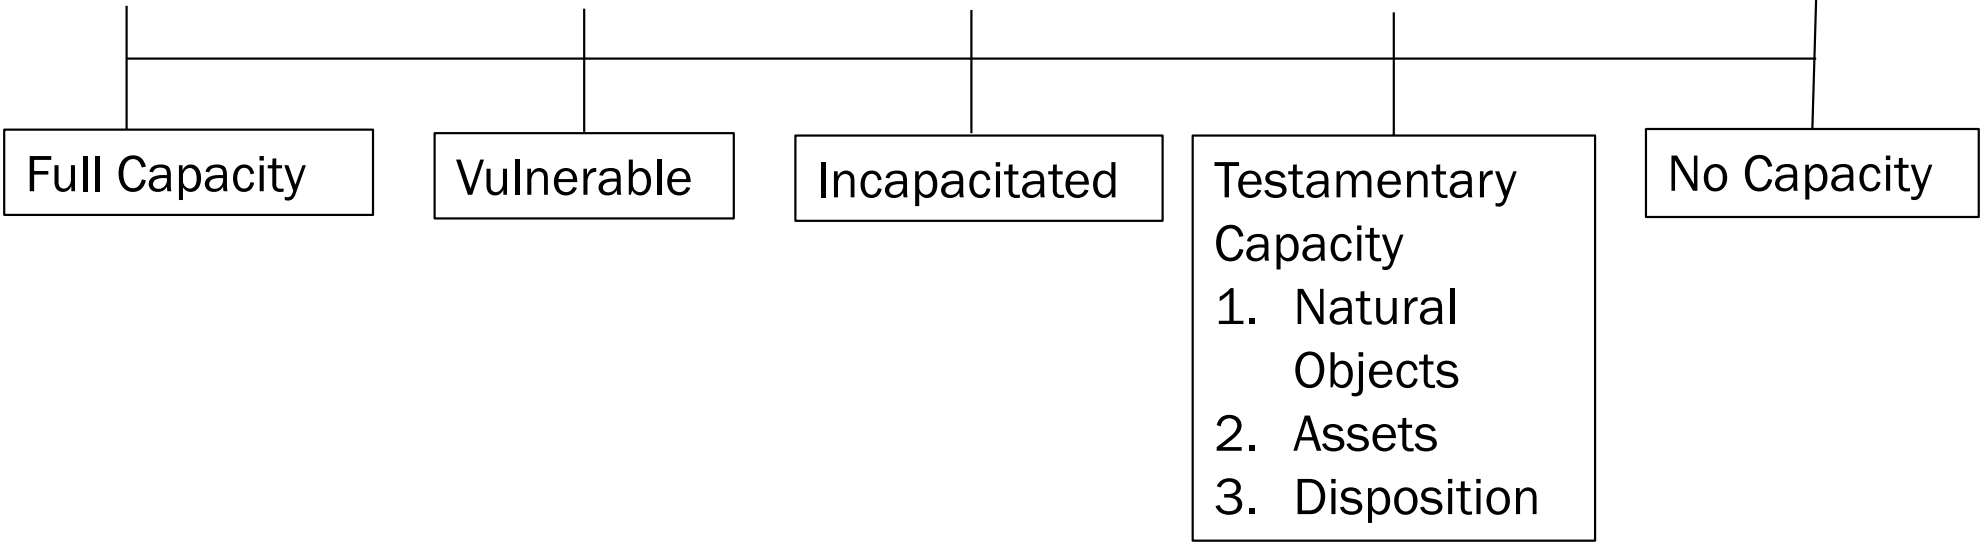 Full Capacity
Vulnerable
Incapacitated
Testamentary
Capacity
1. Natural
Objects
2. Assets
3. Disposition
No Capacity